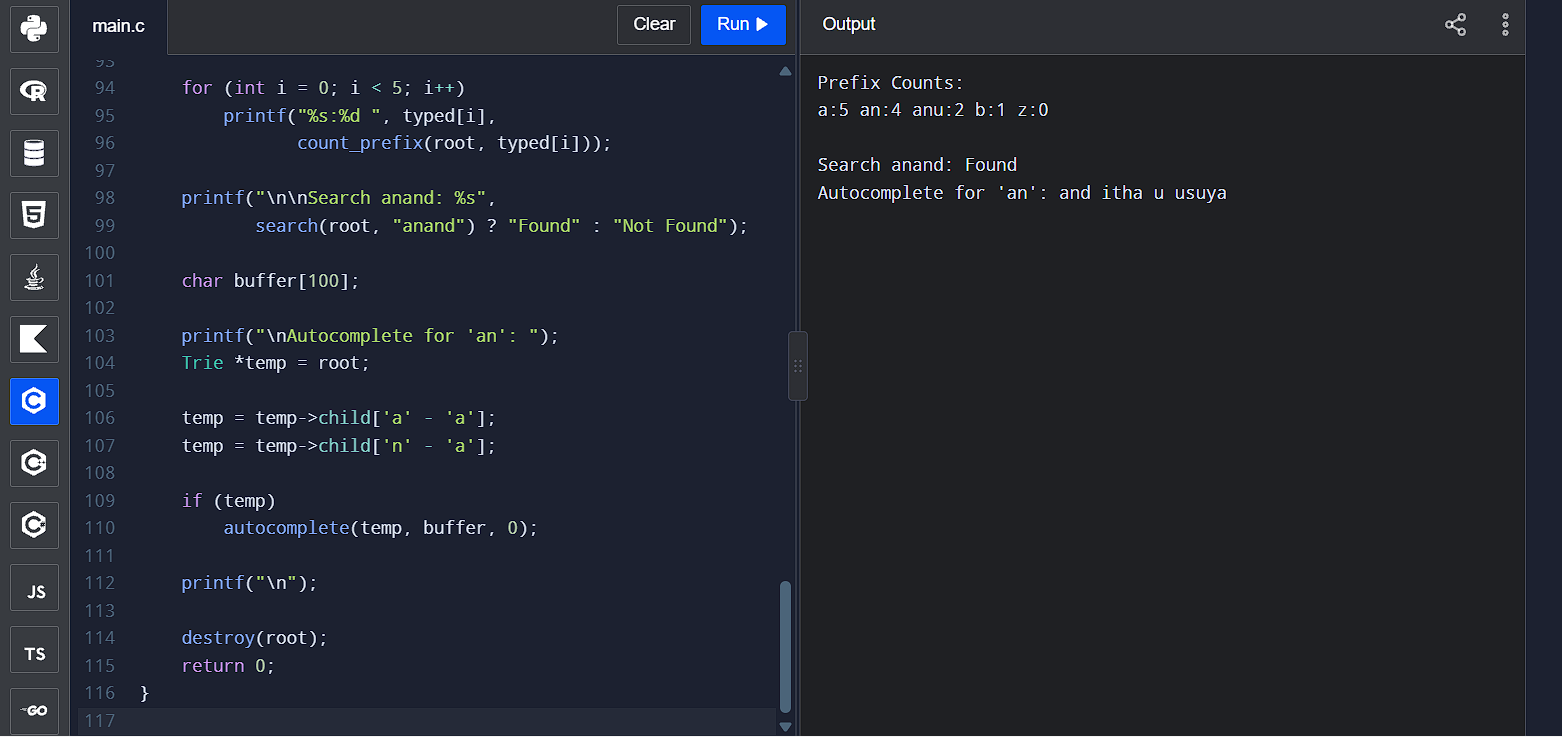 main.c
Clear
Run
Output
93
94 for (int i = 0; i < 5; i++)
95 printf("%s:%d ", typed[i],
96 count_prefix(root, typed[i]));
97
98 printf("\n\nSearch anand: %s",
99 search(root, "anand") ? "Found" : "Not Found");
100
101 char buffer[100];
102
103 printf("\nAutocomplete for 'an': ");
104 Trie *temp = root;
105
106 temp = temp->child['a' - 'a'];
107 temp = temp->child['n' - 'a'];
108
109 if (temp)
110 autocomplete(temp, buffer, 0);
111
112 printf("\n");
113
114 destroy(root);
115 return 0;
116 }
117
Prefix Counts:
a:5 an:4 anu:2 b:1 z:0
Search anand: Found
Autocomplete for 'an': and itha u usuya
R
5
C
C
C
JS
TS
GO